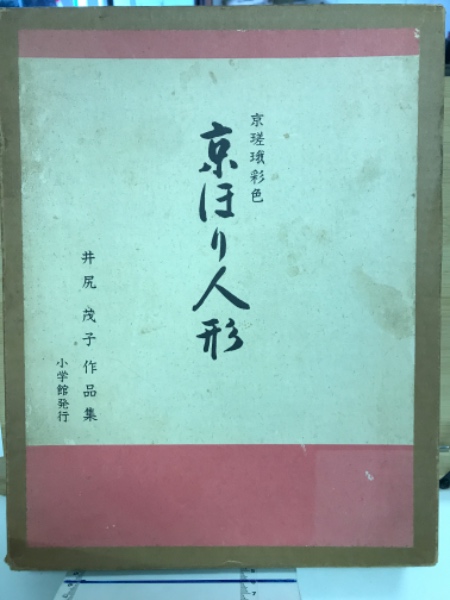 京瑳珴彩色
京ほり人形
井尻 茂子 作品集
小学館発行